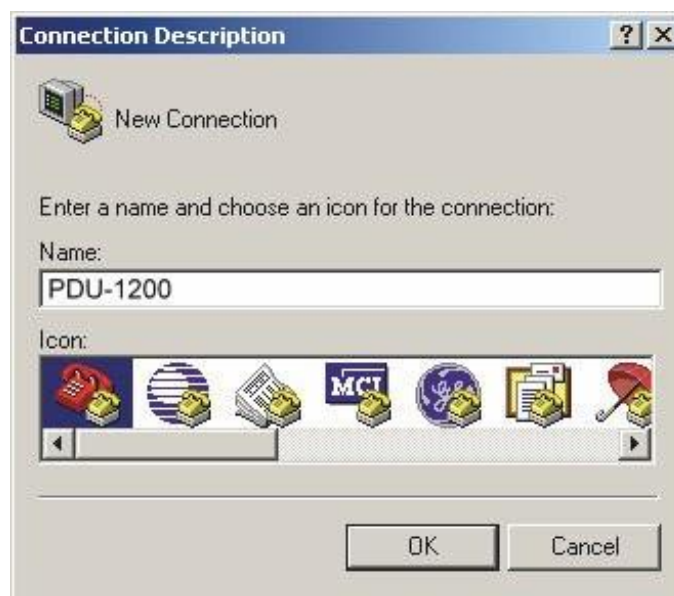 Connection Description
New Connection
Enter a name and choose an icon for the connection:
Name:
PDU-1200
Icon:
MCI
OK
Cancel